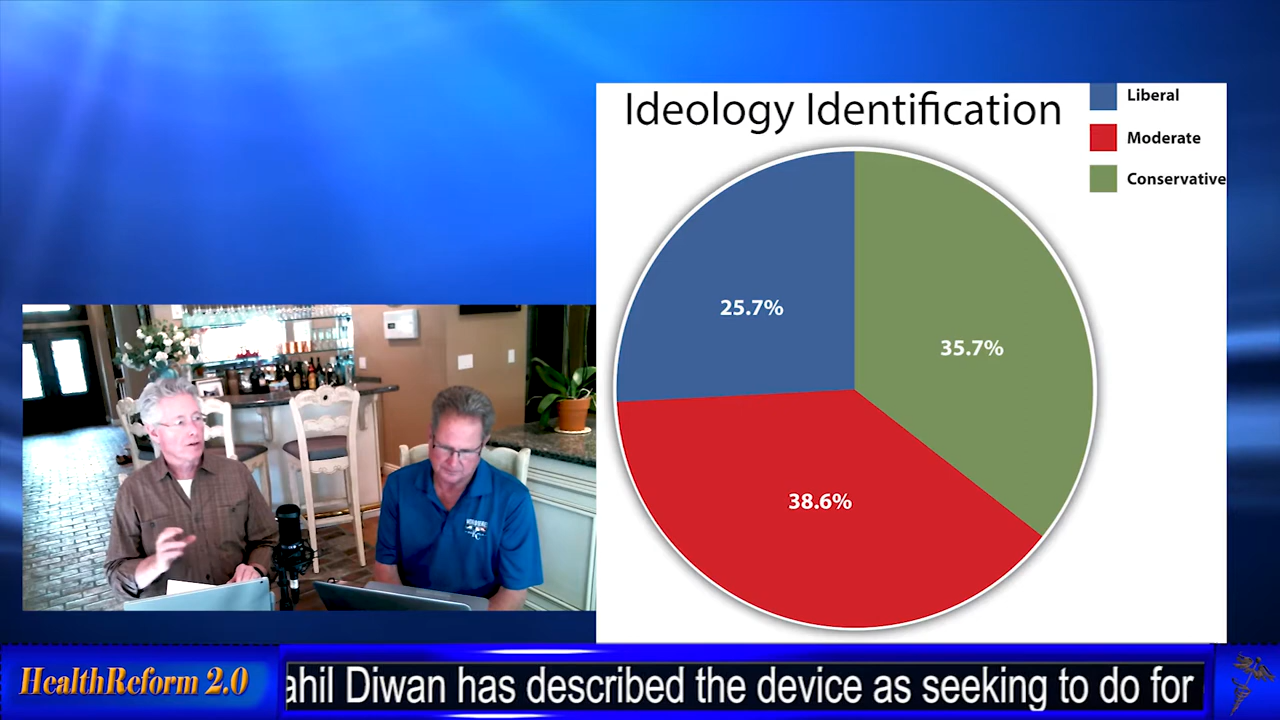 Ideology Identification
Liberal
Moderate
Conservative
25.7%
35.7%
38.6%
HealthReform 2.0
ahil Diwan has described the device as seeking to do for